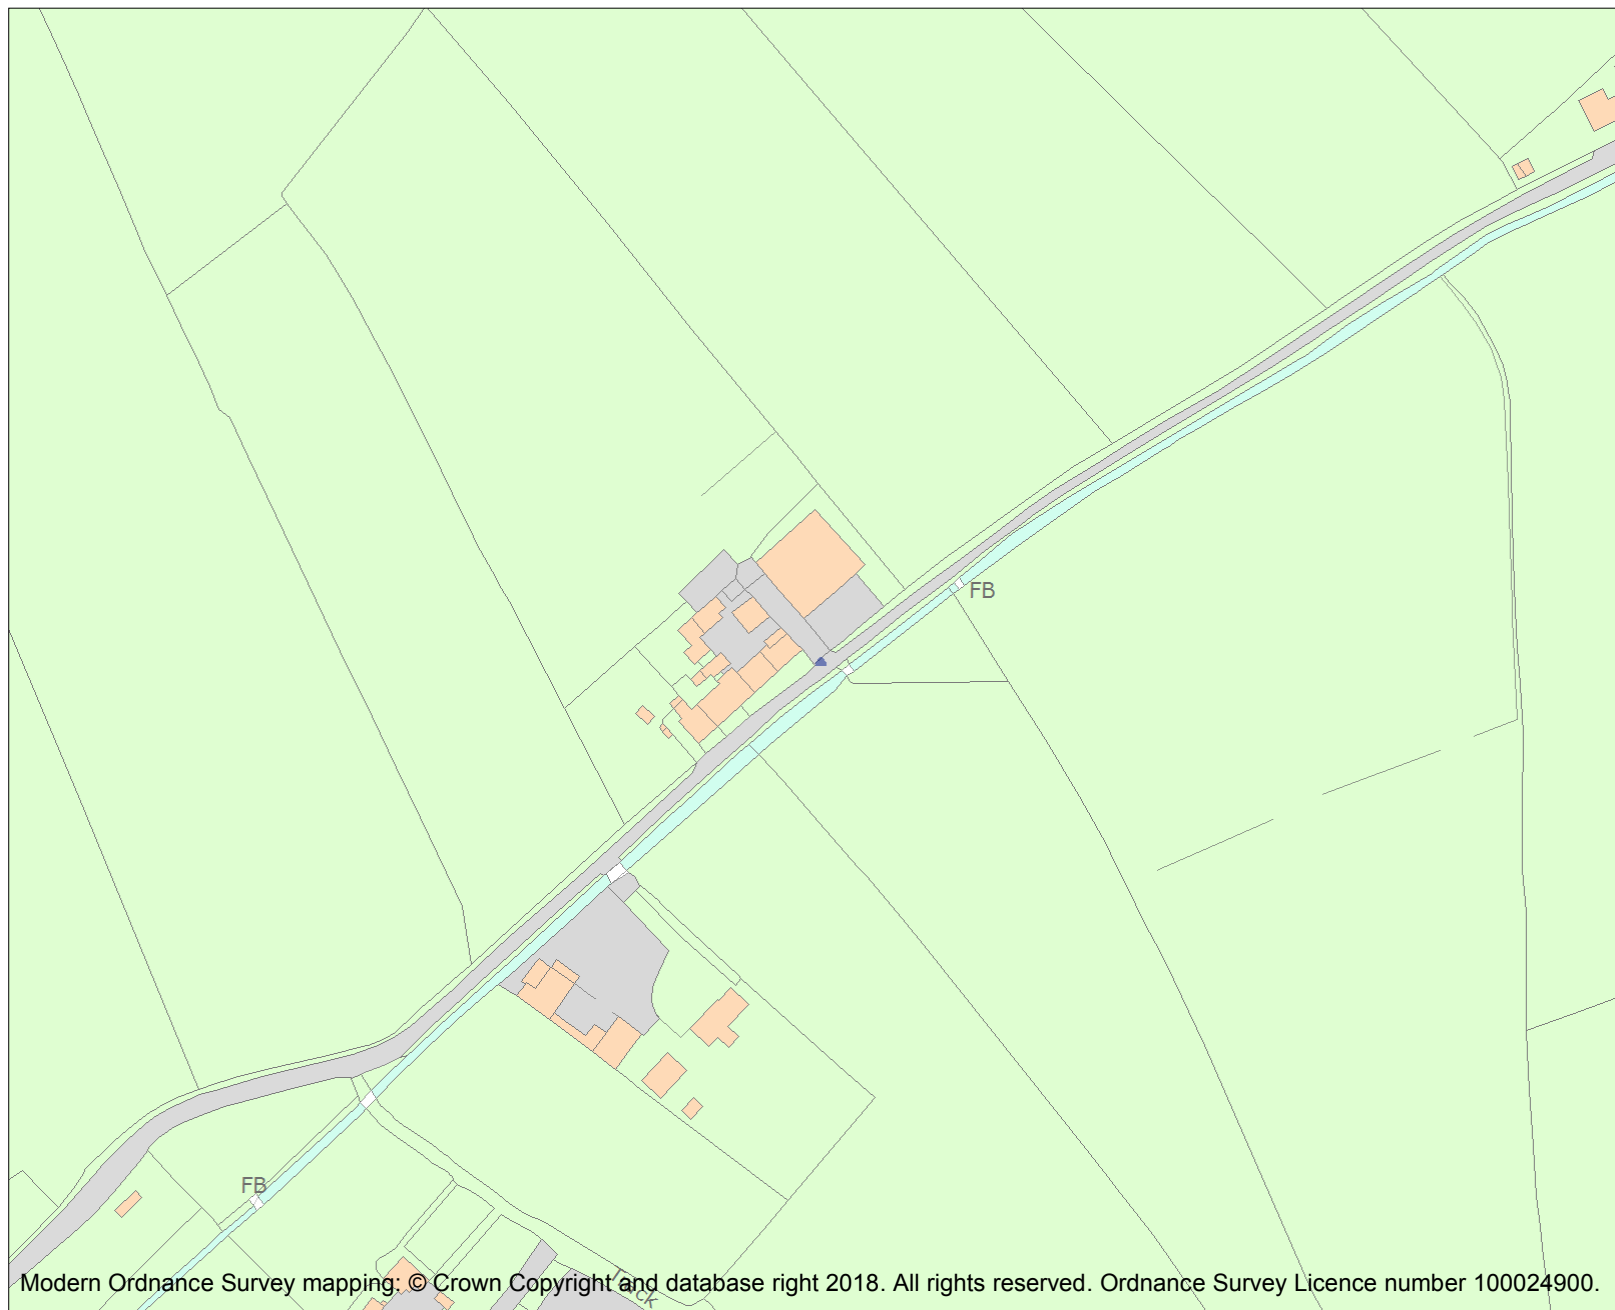 FB
FB
Track
Modern Ordnance Survey mapping: © Crown Copyright and database right 2018. All rights reserved. Ordnance Survey Licence number 100024900.